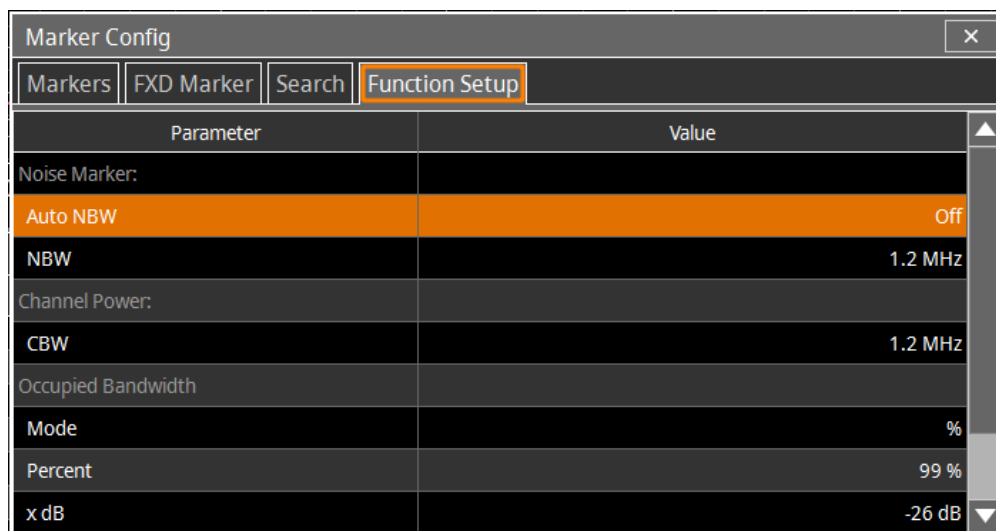 Marker Config
Markers FXD Marker Search Function Setup
Parameter Value
Noise Marker:
Auto NBW Off
NBW 1.2 MHz
Channel Power:
CBW 1.2 MHz
Occupied Bandwidth
Mode %
Percent 99 %
x dB -26 dB